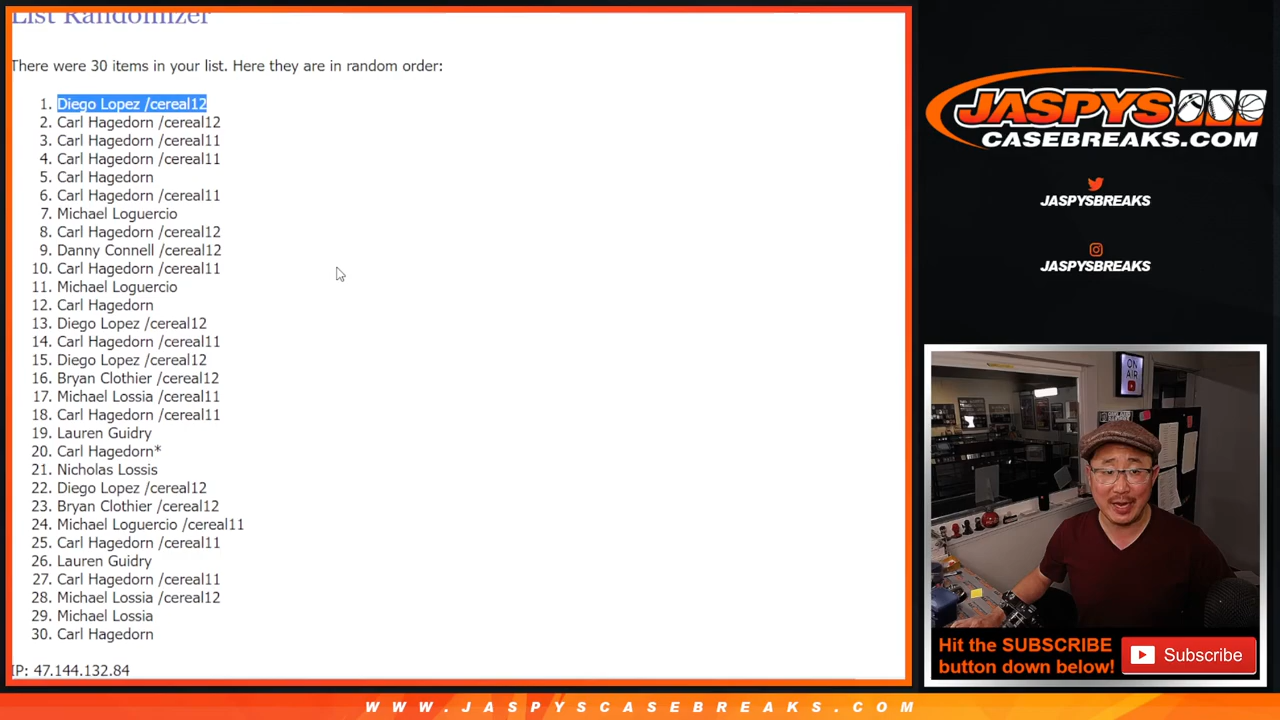 List Randomizer
There were 30 items in your list. Here they are in random order:
1. Diego Lopez /cereal12
2. Carl Hagedorn /cereal12
3. Carl Hagedorn /cereal11
4. Carl Hagedorn /cereal11
5. Carl Hagedorn
6. Carl Hagedorn /cereal11
7. Michael Loguercio
8. Carl Hagedorn /cereal12
9. Danny Connell /cereal12
10. Carl Hagedorn /cereal11
11. Michael Loguercio
12. Carl Hagedorn
13. Diego Lopez /cereal12
14. Carl Hagedorn /cereal11
15. Diego Lopez /cereal12
16. Bryan Clothier /cereal12
17. Michael Lossia /cereal11
18. Carl Hagedorn /cereal11
19. Lauren Guidry
20. Carl Hagedorn*
21. Nicholas Lossis
22. Diego Lopez /cereal12
23. Bryan Clothier /cereal12
24. Michael Loguercio /cereal11
25. Carl Hagedorn /cereal11
26. Lauren Guidry
27. Carl Hagedorn /cereal11
28. Michael Lossia /cereal12
29. Michael Lossia
30. Carl Hagedorn
IP: 47.144.132.84
JASPYS
CASEBREAKS.COM
JASPYSBREAKS
JASPYSBREAKS
ON
AIR
Hit the SUBSCRIBE
button down below!
Subscribe
WWW.JASPYSCASEBREAKS.COM